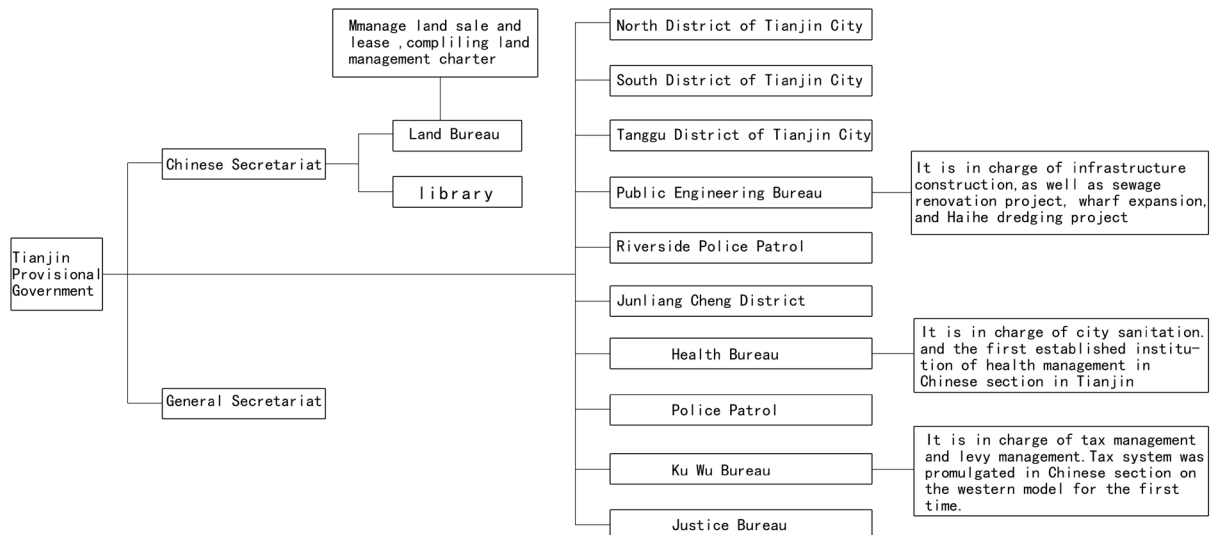 Mmanage land sale and
lease ,compliling land
management charter
Land Bureau
Chinese Secretariat
library
Tianjin
Provisional
Government
General Secretariat
North District of Tianjin City
South District of Tianjin City
Tanggu District of Tianjin City
Public Engineering Bureau
It is in charge of infrastructure
construction, as well as sewage
renovation project, wharf expansion,
and Haihe dredging project
Riverside Police Patrol
Junliang Cheng District
Health Bureau
It is in charge of city sanitation.
and the first established institu-
tion of health management in
Chinese section in Tianjin
Police Patrol
Ku Wu Bureau
It is in charge of tax management
and levy management. Tax system was
promulgated in Chinese section on
the western model for the first
time.
Justice Bureau